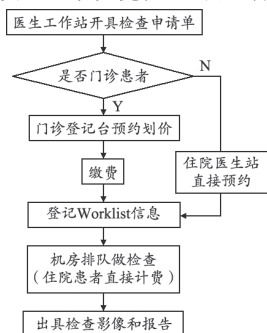 医生工作站开具检查申请单
是否门诊患者
N
Y
门诊登记台预约划价
缴费
住院医生站
直接预约
登记Worklist信息
机房排队做检查
（住院患者直接计费）
出具检查影像和报告